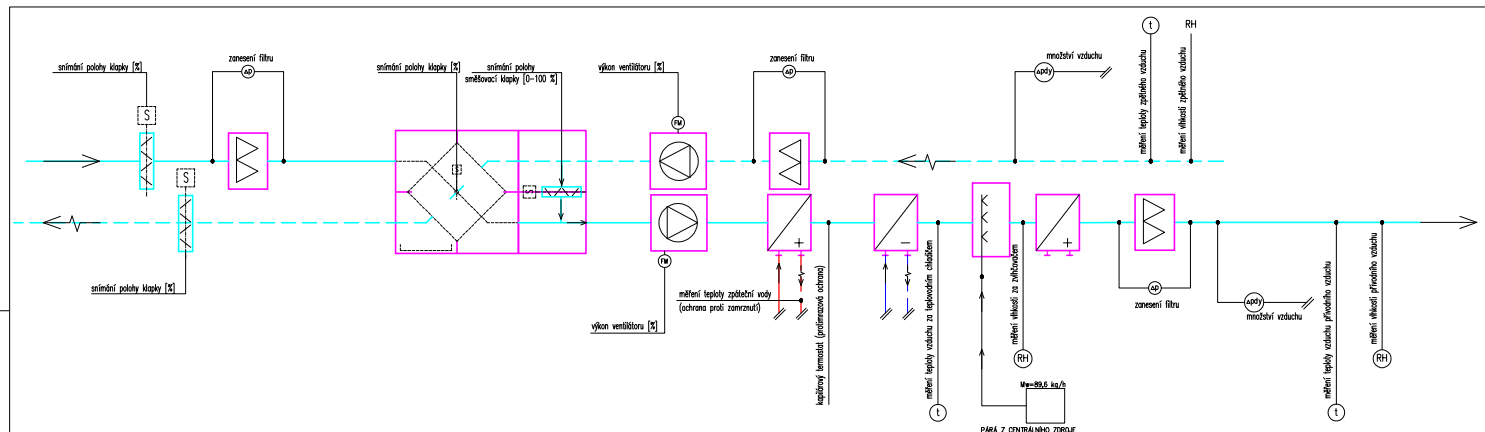 snímání polohy klapky [%]
S
zanesení filtru
Δp
S
snímání polohy klapky [%]
snímání polohy klapky [%]
snímání polohy
směšovací klapky [0-100 %]
S
S
výkon ventilátoru [%]
FM
zanesení filtru
Δp
množství vzduchu
Δpdy
t
měření teploty zpětného vzduchu
RH
měření vlhkosti zpětného vzduchu
FM
výkon ventilátoru [%]
+
měření teploty zpáteční vody
(ochrana proti zamrznutí)
kapilárový termostat (protimrazová ochrana)
–
měření teploty vzduchu za teplovodním chladičem
t
měření vlhkosti za zvlhčovačem
RH
Mw=89,6 kg/h
PÁRA Z CENTRÁLNÍHO ZDROJE
+
Δp
zanesení filtru
Δpdy
množství vzduchu
měření teploty vzduchu přívodního vzduchu
t
měření vlhkosti přívodního vzduchu
RH